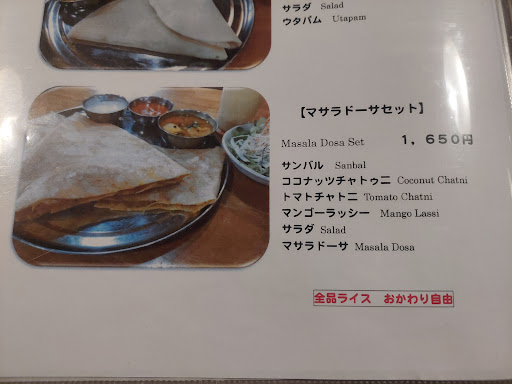 サラダ Salad
ウタパム Utapam
【マサラドーサセット】
Masala Dosa Set 1，650円
サンバル Sanbal
ココナッツチャトゥニ Coconut Chatni
トマトチャトニ Tomato Chatni
マンゴーラッシー Mango Lassi
サラダ Salad
マサラドーサ Masala Dosa
全品ライス おかわり自由